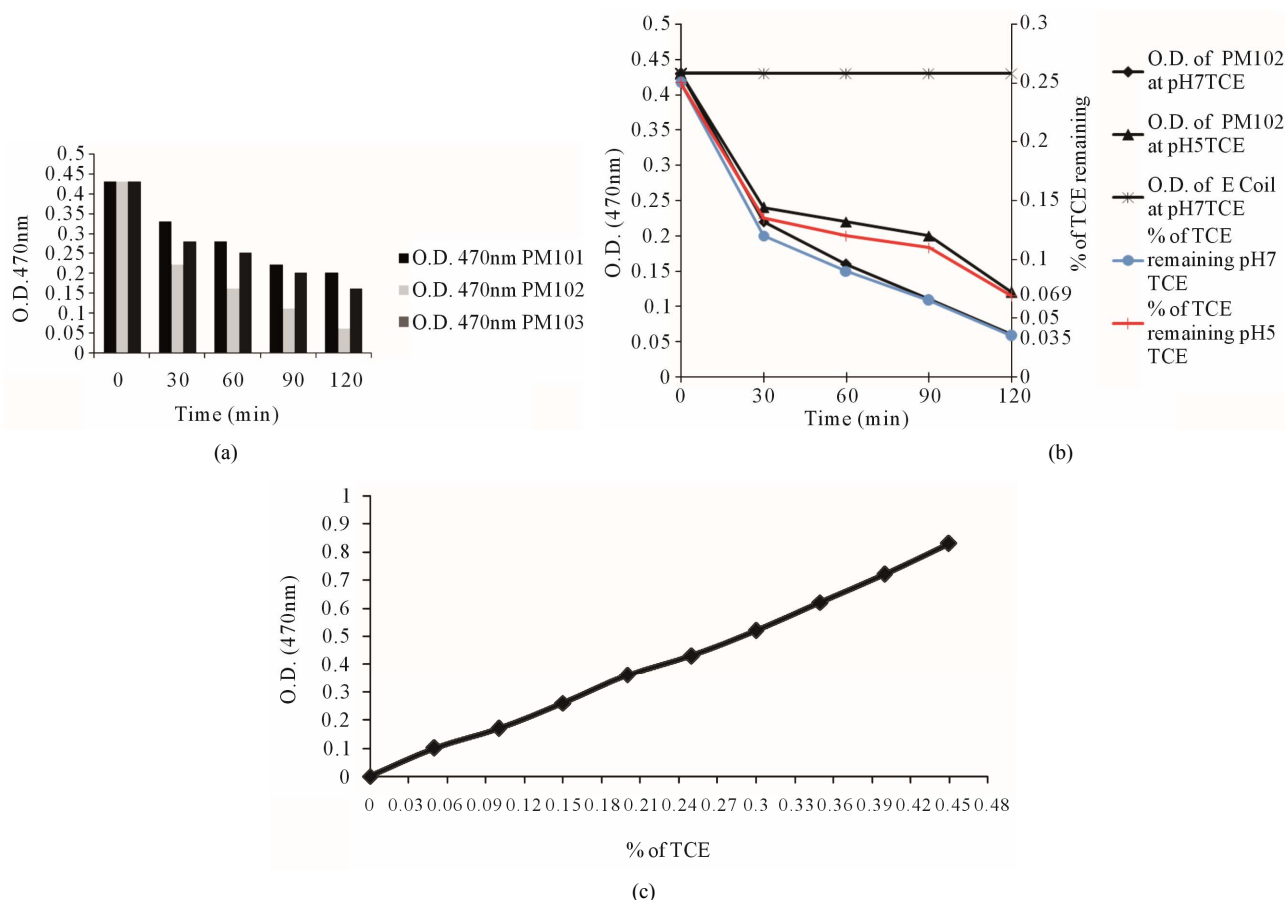 0.5
0.45
0.4
0.35
0.3
0.25
0.2
0.15
0.1
0.05
0
O.D.470nm
0 30 60 90 120
Time (min)
O.D. 470nm PM101
O.D. 470nm PM102
O.D. 470nm PM103
(a)
0.5
0.45
0.4
0.35
0.3
0.25
0.2
0.15
0.1
0.05
0
O.D. (470nm)
0 30 60 90 120
Time (min)
0.3
0.25
0.2
0.15
0.1
0.069
0.05
0.035
0
% of TCE remaining
O.D. of PM102
at pH7TCE
O.D. of PM102
at pH5TCE
O.D. of E Coil
at pH7TCE
% of TCE
remaining pH7
TCE
% of TCE
remaining pH5
TCE
(b)
1
0.9
0.8
0.7
0.6
0.5
0.4
0.3
0.2
0.1
0
O.D. (470nm)
0 0.03 0.06 0.09 0.12 0.15 0.18 0.21 0.24 0.27 0.3 0.33 0.36 0.39 0.42 0.45 0.48
% of TCE
(c)